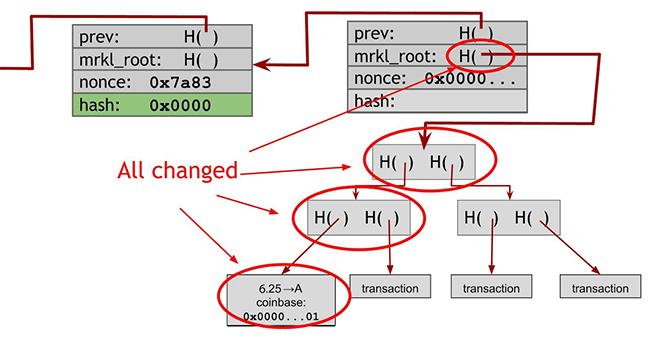 prev: H( )
mrkl_root: H( )
nonce: 0x7a83
hash: 0x0000
prev: H( )
mrkl_root: H( )
nonce: 0x0000...
hash:
All changed
H( ) H( )
H( ) H( )
H( ) H( )
6.25→A
coinbase:
0x0000...01
transaction
transaction
transaction